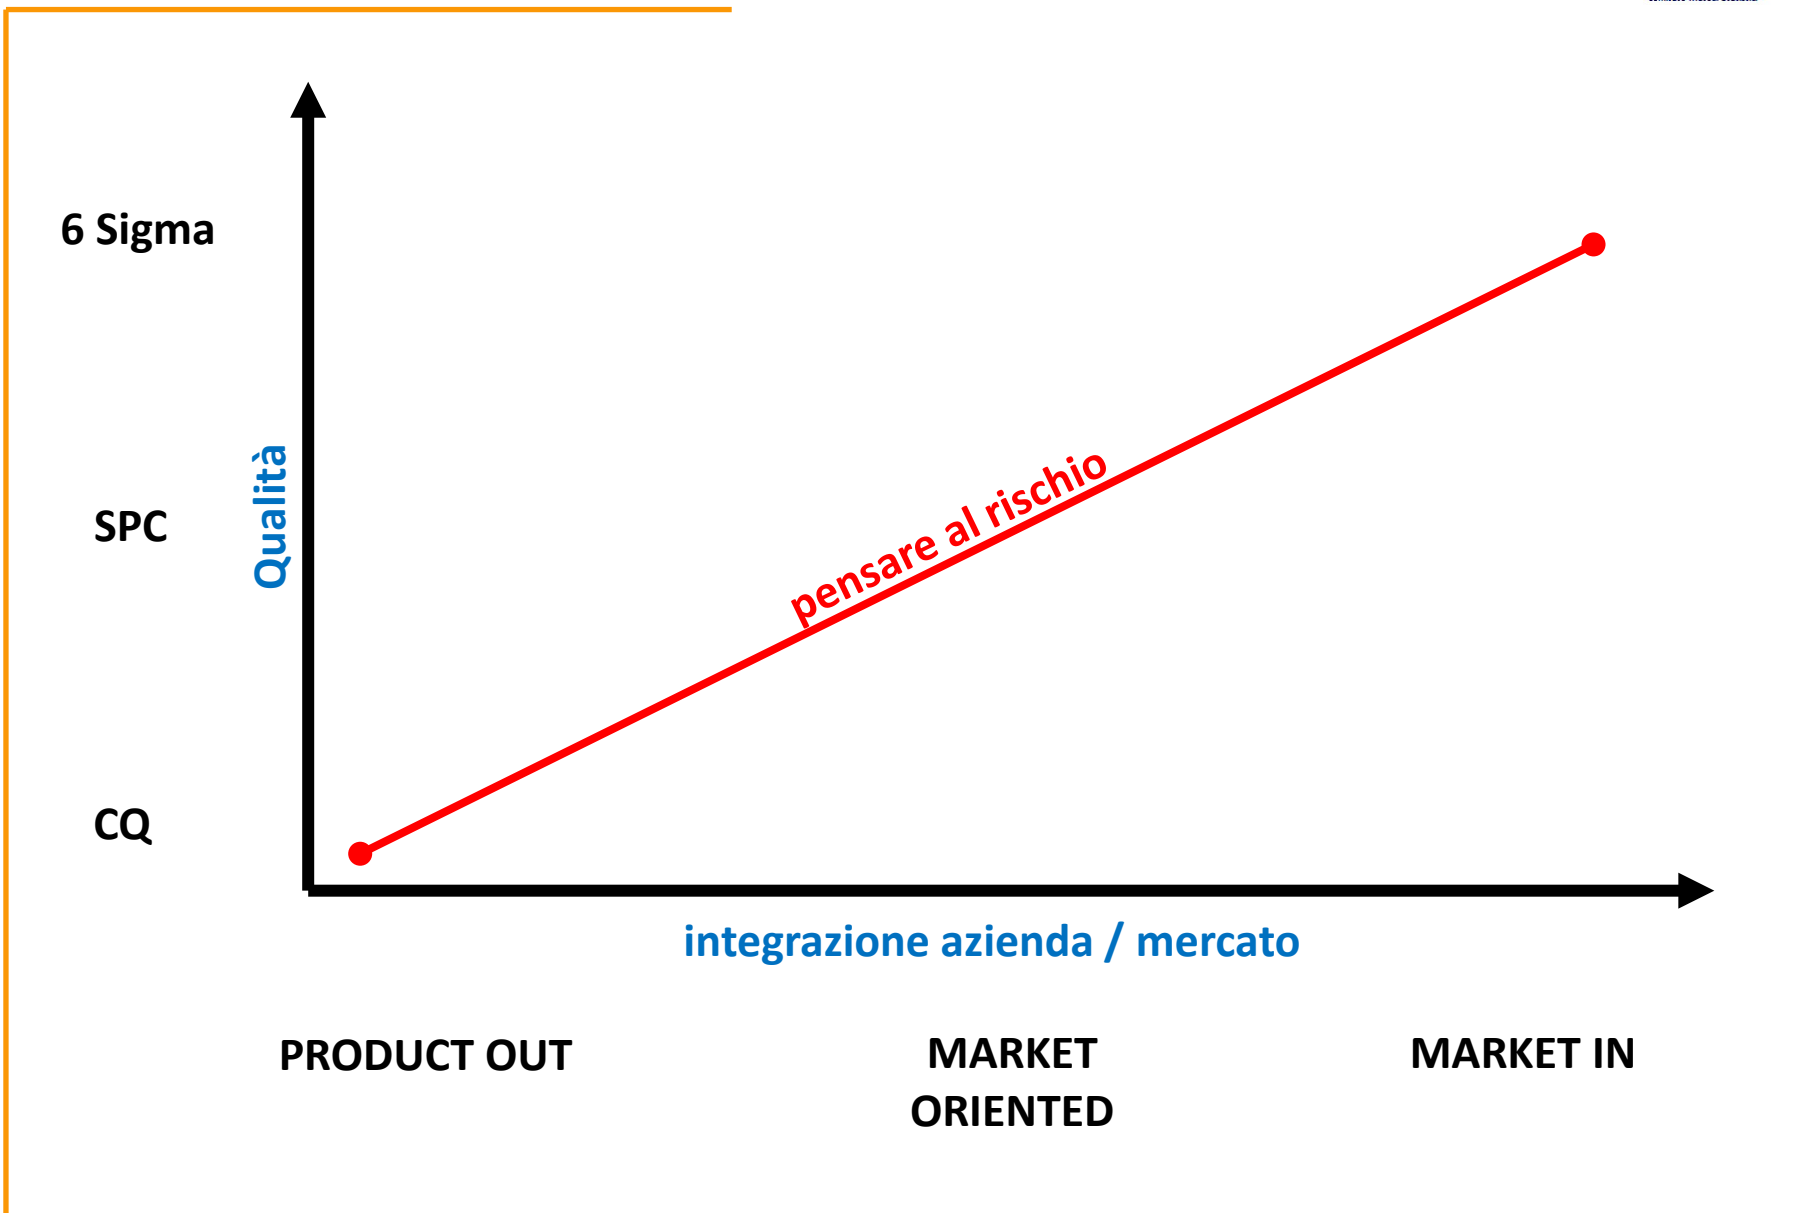 6 Sigma
Qualità
SPC
pensare al rischio
CQ
integrazione azienda / mercato
PRODUCT OUT
MARKET
ORIENTED
MARKET IN